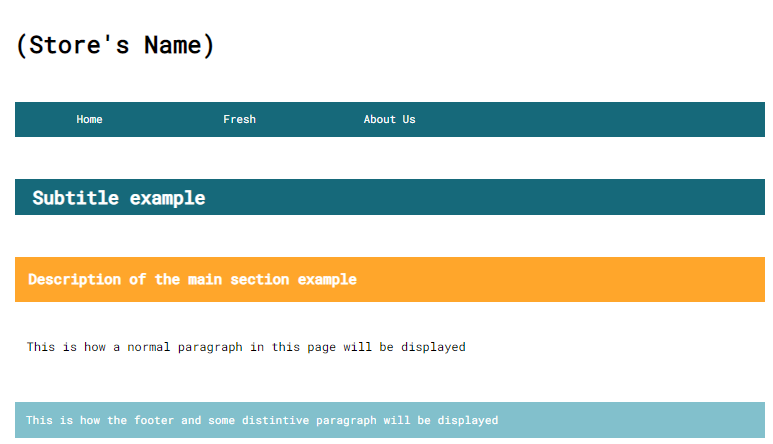 (Store's Name)
Home Fresh About Us
Subtitle example
Description of the main section example
This is how a normal paragraph in this page will be displayed
This is how the footer and some distintive paragraph will be displayed